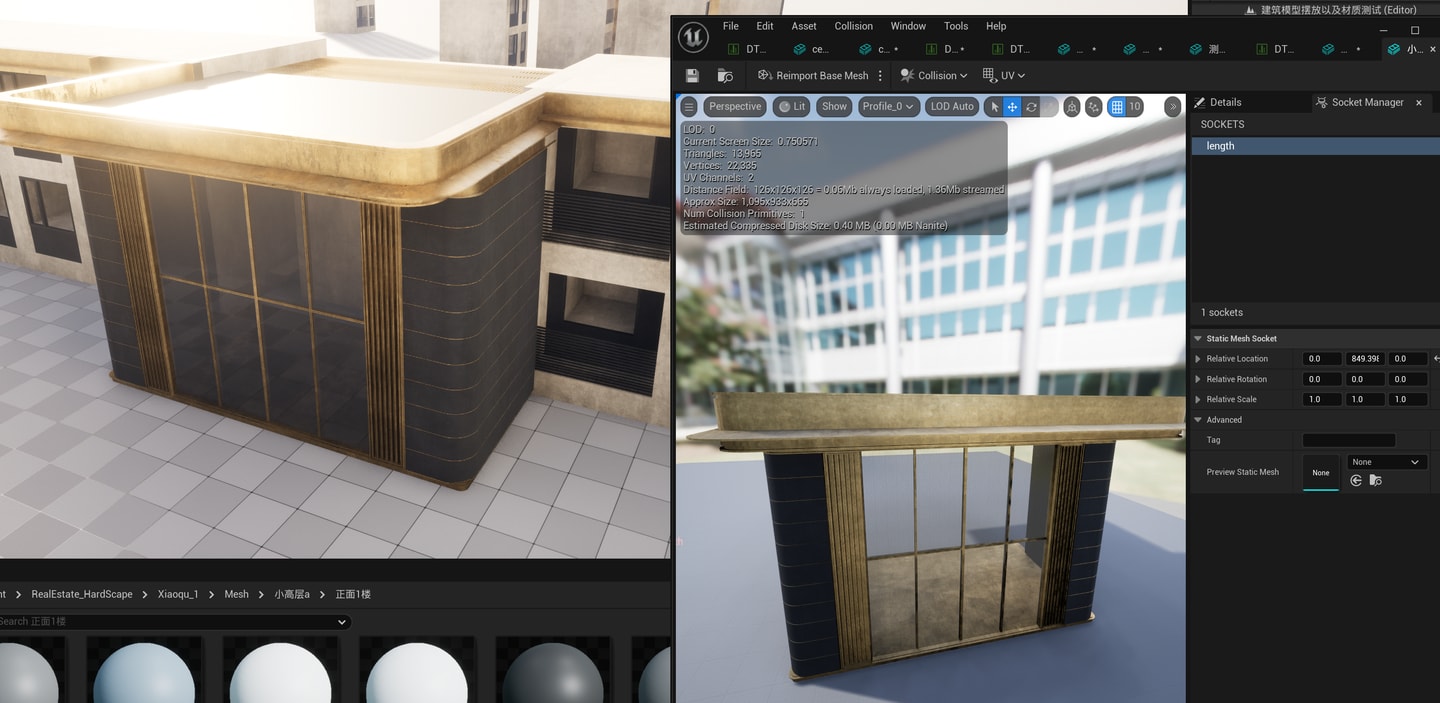 建筑模型摆放以及材质测试 (Editor)
File Edit Asset Collision Window Tools Help
DT... ce... c... * D... * DT... ... * ... * 测... DT... ... * 小...
Reimport Base Mesh Collision UV
Perspective Lit Show Profile_0 LOD Auto 10
LOD: 0
Current Screen Size: 0.750571
Triangles: 13,965
Vertices: 22,335
UV Channels: 2
Distance Field: 126x126x126 = 0.06Mb always loaded, 1.36Mb streamed
Approx Size: 1,095x933x665
Num Collision Primitives: 1
Estimated Compressed Disk Size: 0.40 MB (0.00 MB Nanite)
Details Socket Manager
SOCKETS
length
1 sockets
Static Mesh Socket
Relative Location 0.0 849.398 0.0
Relative Rotation 0.0 0.0 0.0
Relative Scale 1.0 1.0 1.0
Advanced
Tag
Preview Static Mesh None None
RealEstate_HardScape Xiaoqu_1 Mesh 小高层a 正面1楼
Search 正面1楼